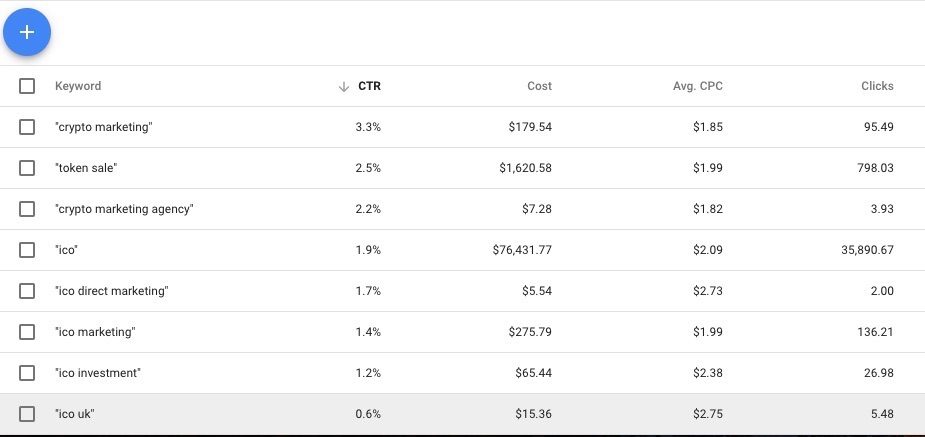 Keyword CTR Cost Avg. CPC Clicks
"crypto marketing" 3.3% $179.54 $1.85 95.49
"token sale" 2.5% $1,620.58 $1.99 798.03
"crypto marketing agency" 2.2% $7.28 $1.82 3.93
"ico" 1.9% $76,431.77 $2.09 35,890.67
"ico direct marketing" 1.7% $5.54 $2.73 2.00
"ico marketing" 1.4% $275.79 $1.99 136.21
"ico investment" 1.2% $65.44 $2.38 26.98
"ico uk" 0.6% $15.36 $2.75 5.48